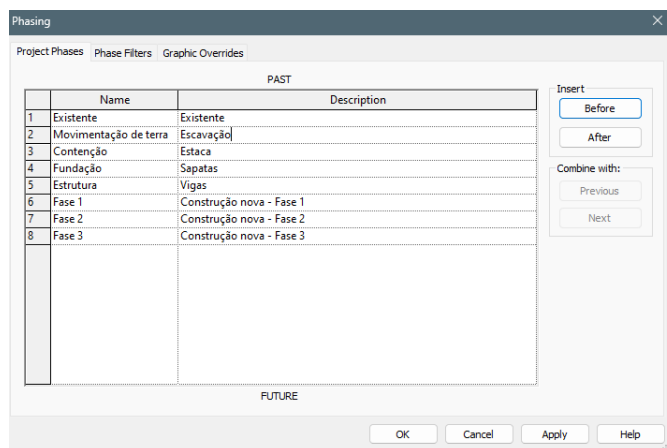 Phasing
Project Phases Phase Filters Graphic Overrides
PAST
Name Description
1 Existente Existente
2 Movimentação de terra Escavação
3 Contenção Estaca
4 Fundação Sapatas
5 Estrutura Vigas
6 Fase 1 Construção nova - Fase 1
7 Fase 2 Construção nova - Fase 2
8 Fase 3 Construção nova - Fase 3
FUTURE
Insert
Before
After
Combine with:
Previous
Next
OK Cancel Apply Help